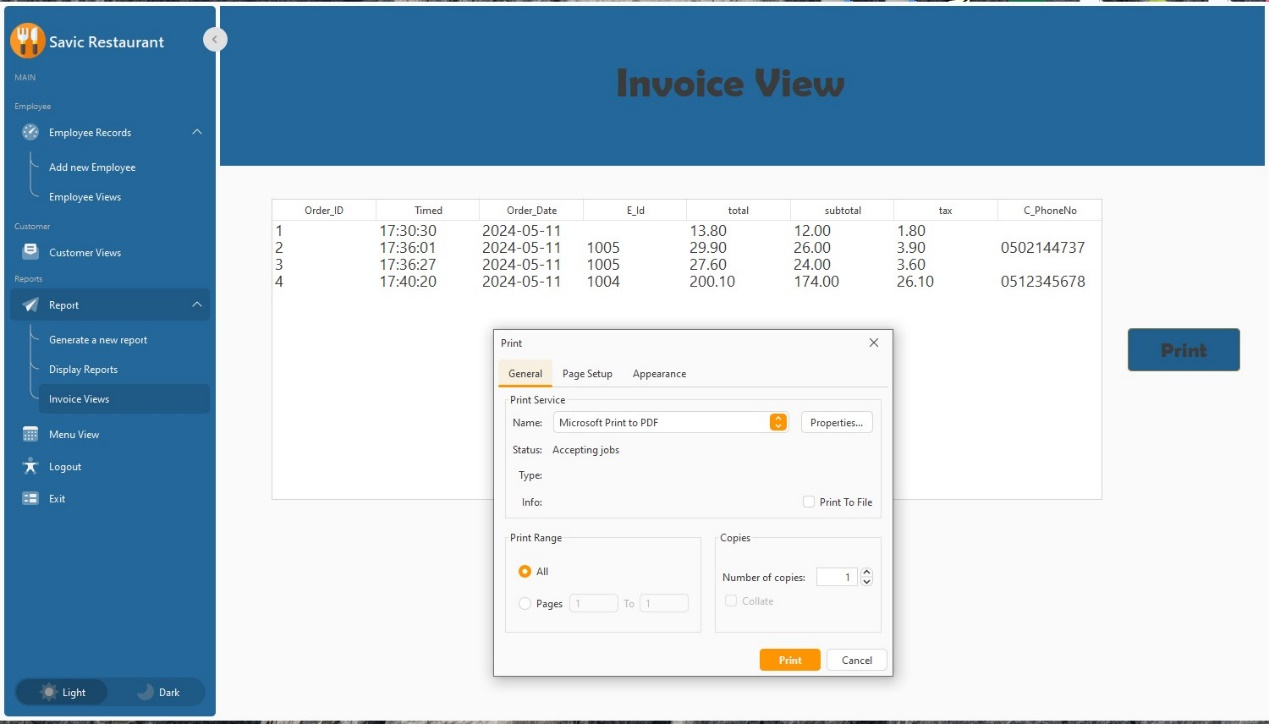 Savic Restaurant
MAIN
Employee
Employee Records
Add new Employee
Employee Views
Customer
Customer Views
Reports
Report
Generate a new report
Display Reports
Invoice Views
Menu View
Logout
Exit
Light Dark
Invoice View
Order_ID Timed Order_Date E_Id total subtotal tax C_PhoneNo
1 17:30:30 2024-05-11 13.80 12.00 1.80
2 17:36:01 2024-05-11 1005 29.90 26.00 3.90 0502144737
3 17:36:27 2024-05-11 1005 27.60 24.00 3.60
4 17:40:20 2024-05-11 1004 200.10 174.00 26.10 0512345678
Print
Print
General Page Setup Appearance
Print Service
Name: Microsoft Print to PDF Properties...
Status: Accepting jobs
Type:
Info: Print To File
Print Range
All
Pages 1 To 1
Copies
Number of copies: 1
Collate
Print Cancel